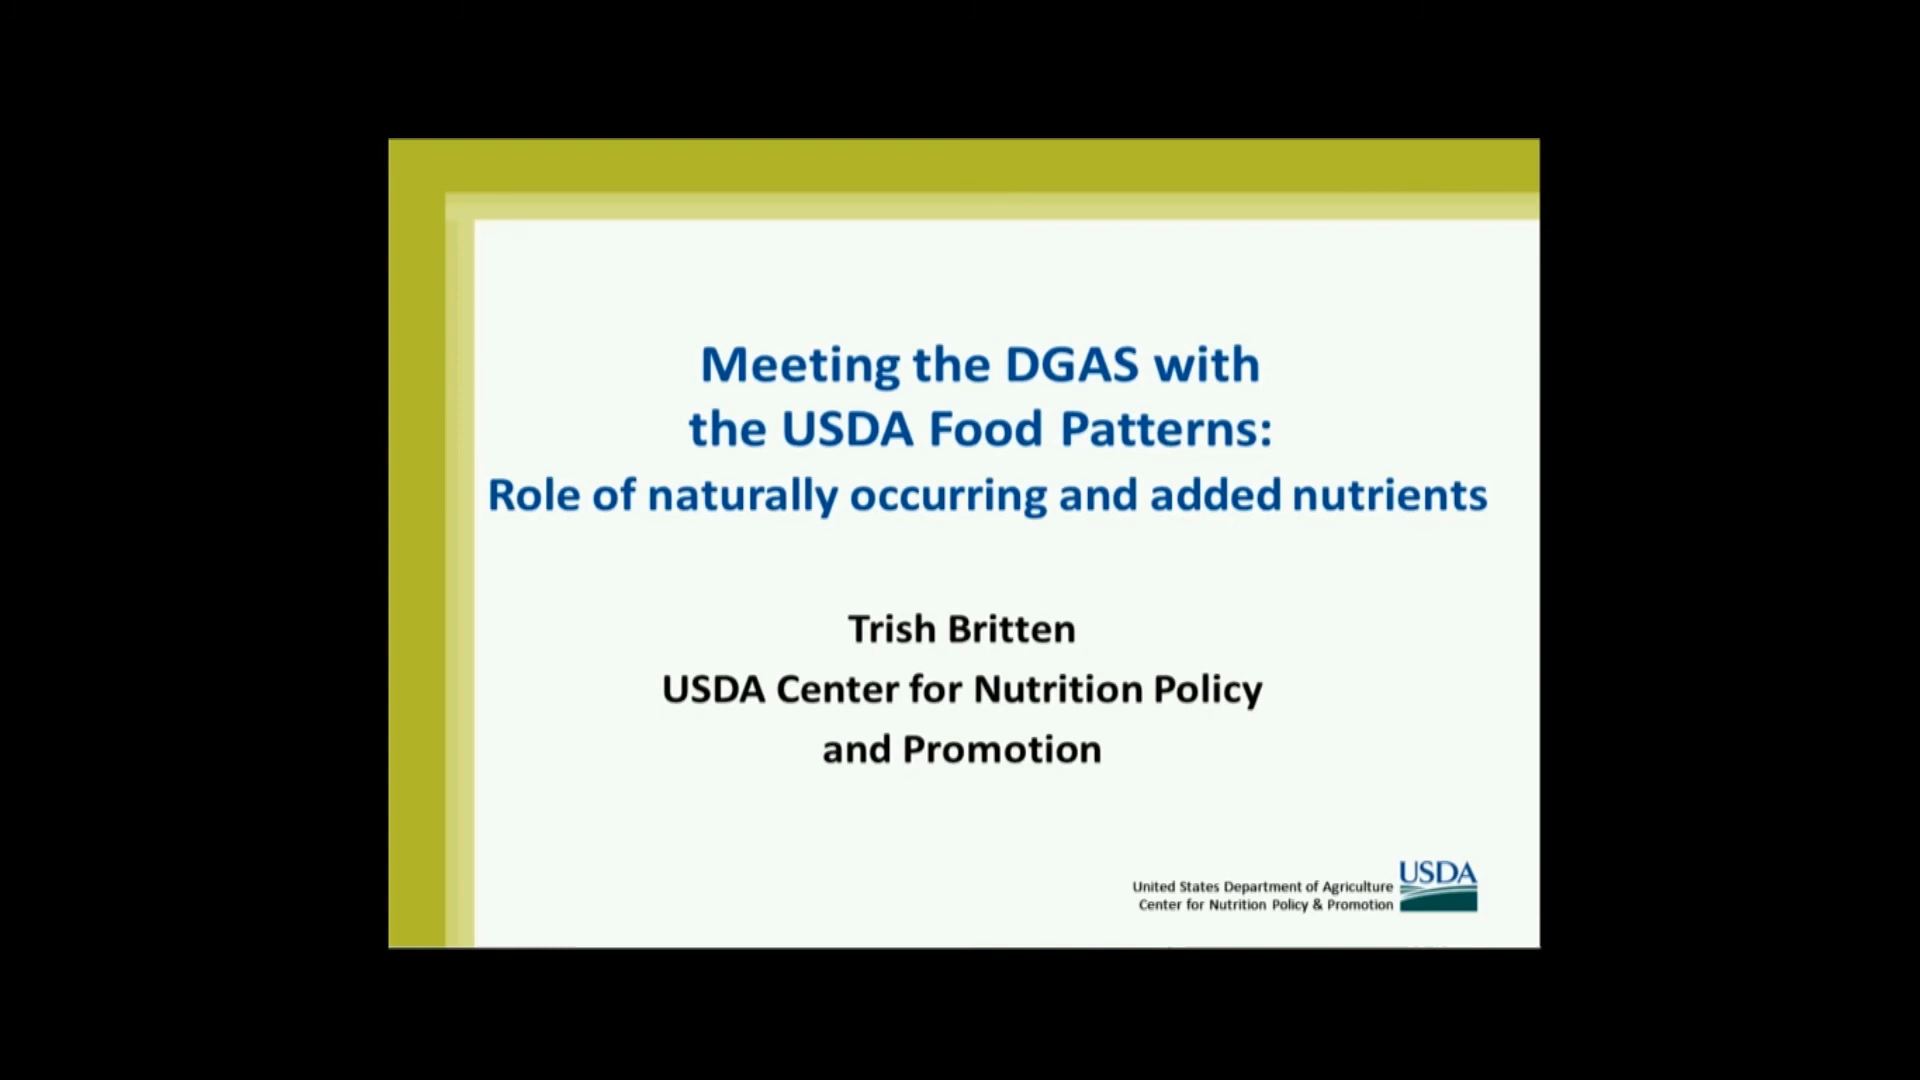 Meeting the DGAS with
the USDA Food Patterns:
Role of naturally occurring and added nutrients
Trish Britten
USDA Center for Nutrition Policy
and Promotion
United States Department of Agriculture
Center for Nutrition Policy & Promotion
USDA